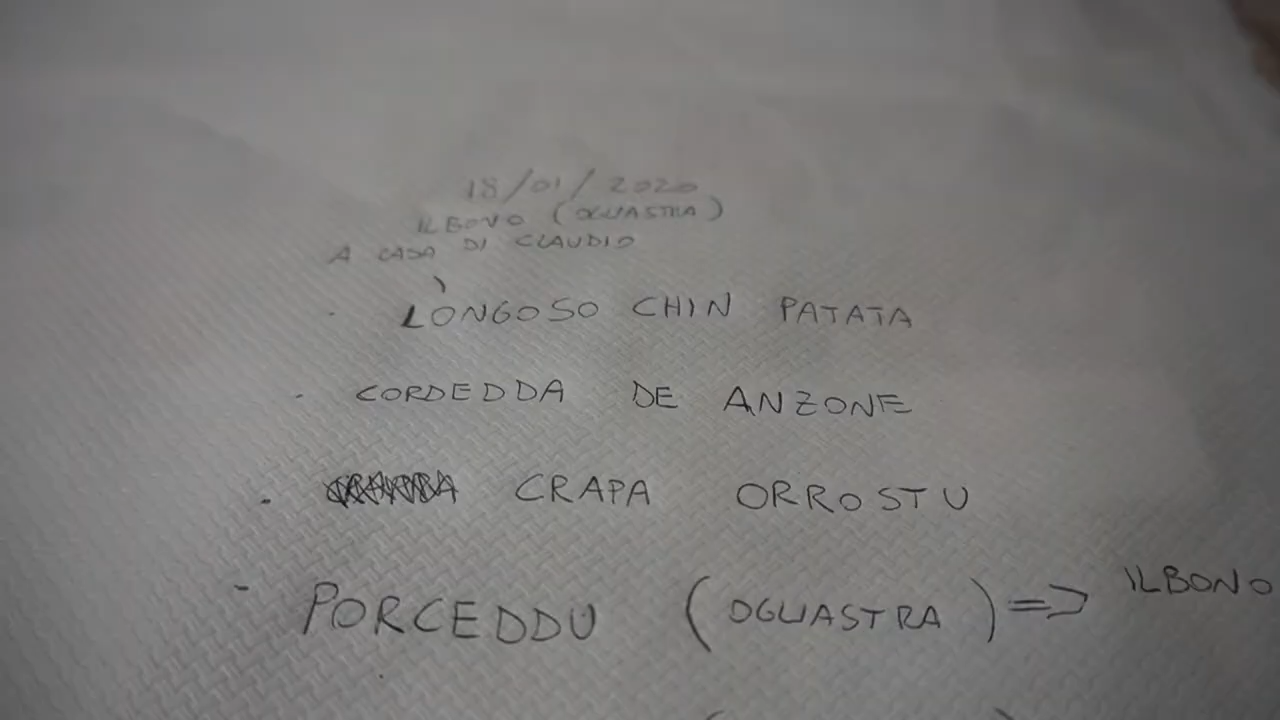 18/01/2020
ILBONO (OGLIASTRA)
A CASA DI CLAUDIO
LONGOSO CHIN PATATA
CORDEDDA DE ANZONE
CRAPA ORROSTU
PORCEDDU (OGLIASTRA) => ILBONO